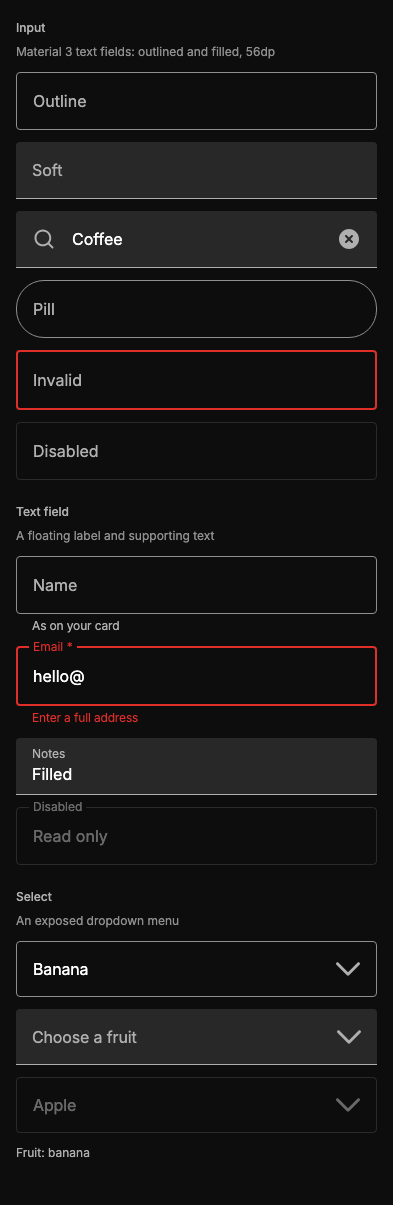 Input
Material 3 text fields: outlined and filled, 56dp
Outline
Soft
Coffee
Pill
Invalid
Disabled
Text field
A floating label and supporting text
Name
As on your card
Email *
hello@
Enter a full address
Notes
Filled
Disabled
Read only
Select
An exposed dropdown menu
Banana
Choose a fruit
Apple
Fruit: banana